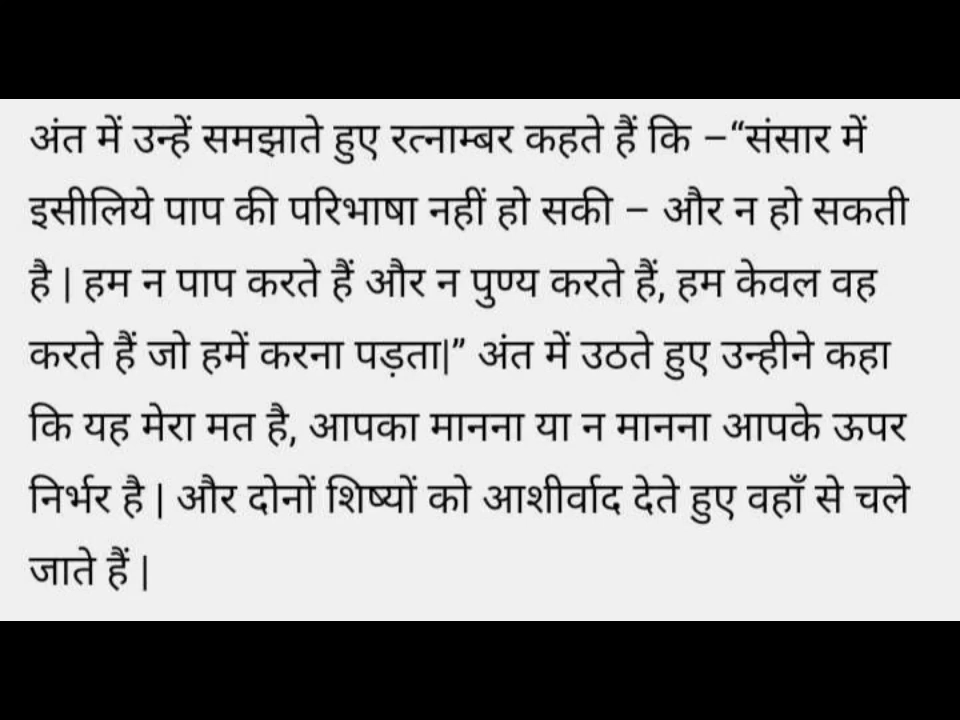 अंत में उन्हें समझाते हुए रत्नाम्बर कहते हैं कि –“संसार में
इसीलिये पाप की परिभाषा नहीं हो सकी – और न हो सकती
है | हम न पाप करते हैं और न पुण्य करते हैं, हम केवल वह
करते हैं जो हमें करना पड़ता|” अंत में उठते हुए उन्हीने कहा
कि यह मेरा मत है, आपका मानना या न मानना आपके ऊपर
निर्भर है | और दोनों शिष्यों को आशीर्वाद देते हुए वहाँ से चले
जाते हैं |